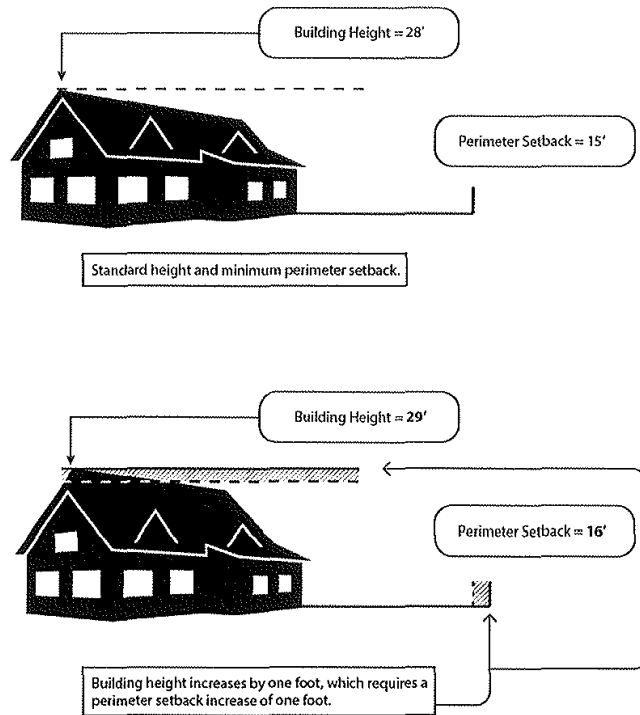 Building Height = 28'
Perimeter Setback = 15'
Standard height and minimum perimeter setback.
Building Height = 29'
Perimeter Setback = 16'
Building height increases by one foot, which requires a
perimeter setback increase of one foot.